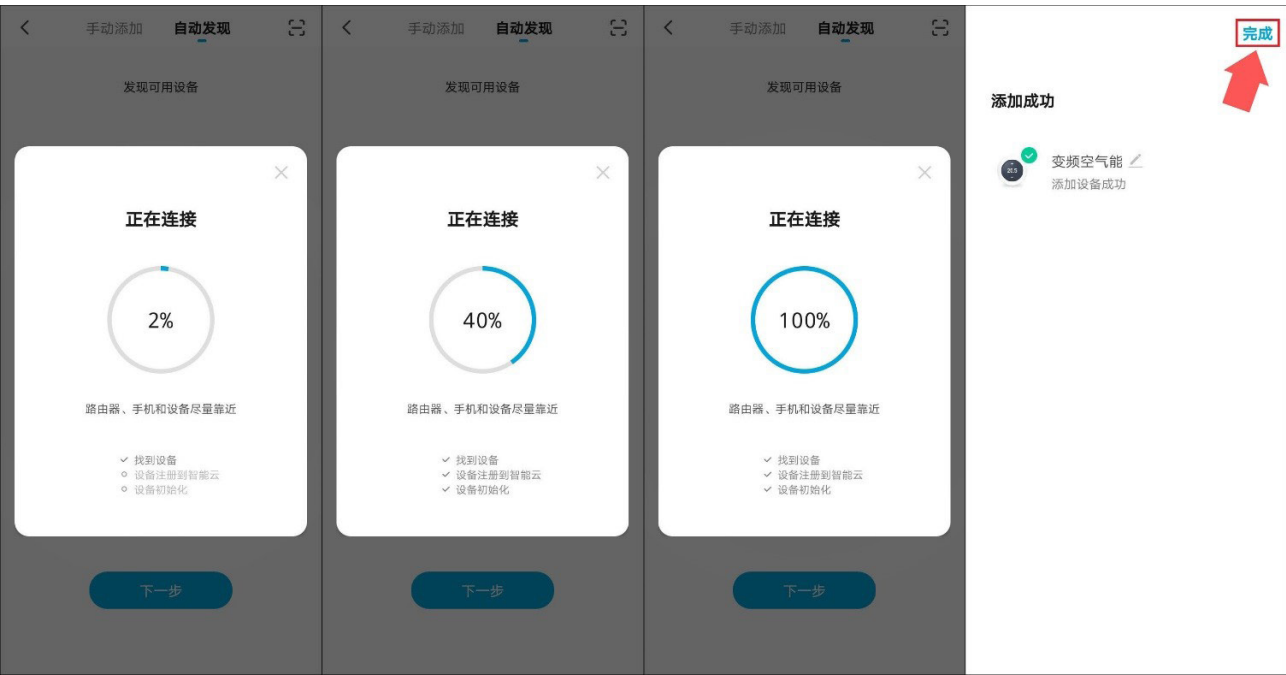 手动添加 自动发现
发现可用设备
正在连接
2%
路由器、手机和设备尽量靠近
找到设备
设备注册到智能云
设备初始化
下一步
手动添加 自动发现
发现可用设备
正在连接
40%
路由器、手机和设备尽量靠近
找到设备
设备注册到智能云
设备初始化
下一步
手动添加 自动发现
发现可用设备
正在连接
100%
路由器、手机和设备尽量靠近
找到设备
设备注册到智能云
设备初始化
下一步
完成
添加成功
变频空气能
添加设备成功